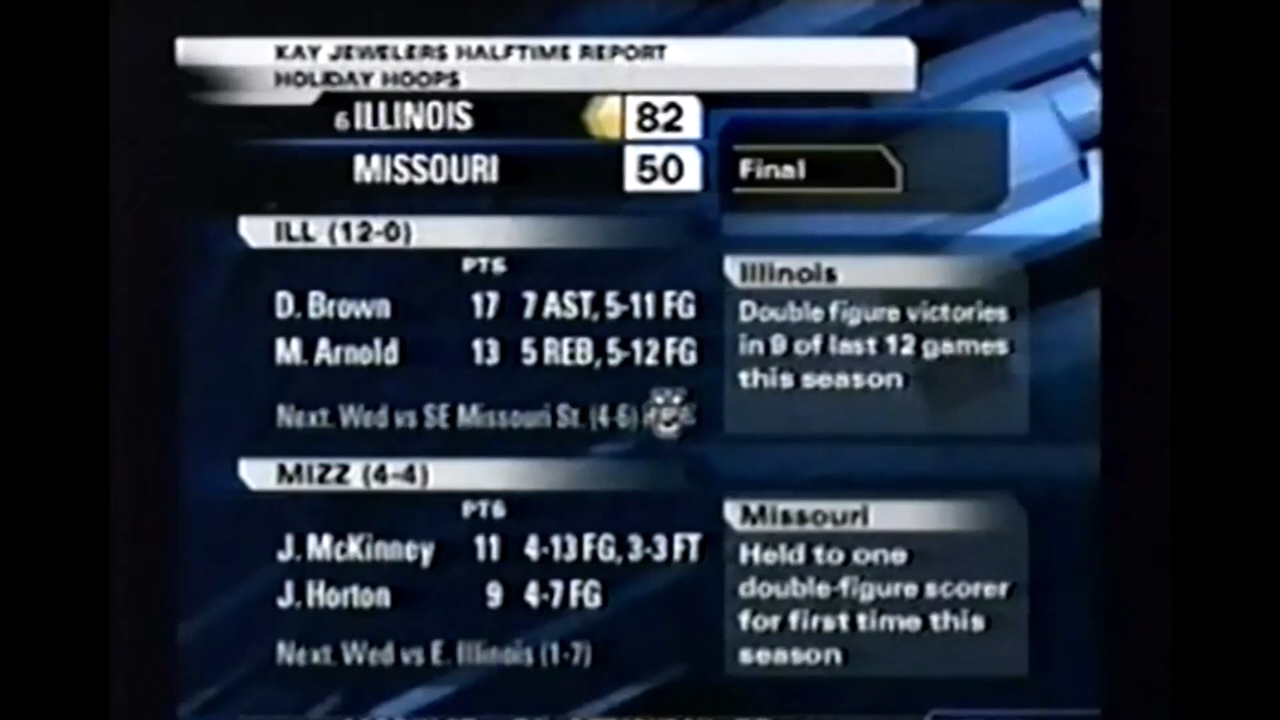 KAY JEWELERS HALFTIME REPORT
HOLIDAY HOOPS
6 ILLINOIS 82
MISSOURI 50
Final
ILL (12-0)
PTS
D. Brown 17 7 AST, 5-11 FG
M. Arnold 13 5 REB, 5-12 FG
Next: Wed vs SE Missouri St. (4-6)
Illinois
Double figure victories
in 9 of last 12 games
this season
MIZZ (4-4)
PTS
J. McKinney 11 4-13 FG, 3-3 FT
J. Horton 9 4-7 FG
Next: Wed vs E. Illinois (1-7)
Missouri
Held to one
double-figure scorer
for first time this
season